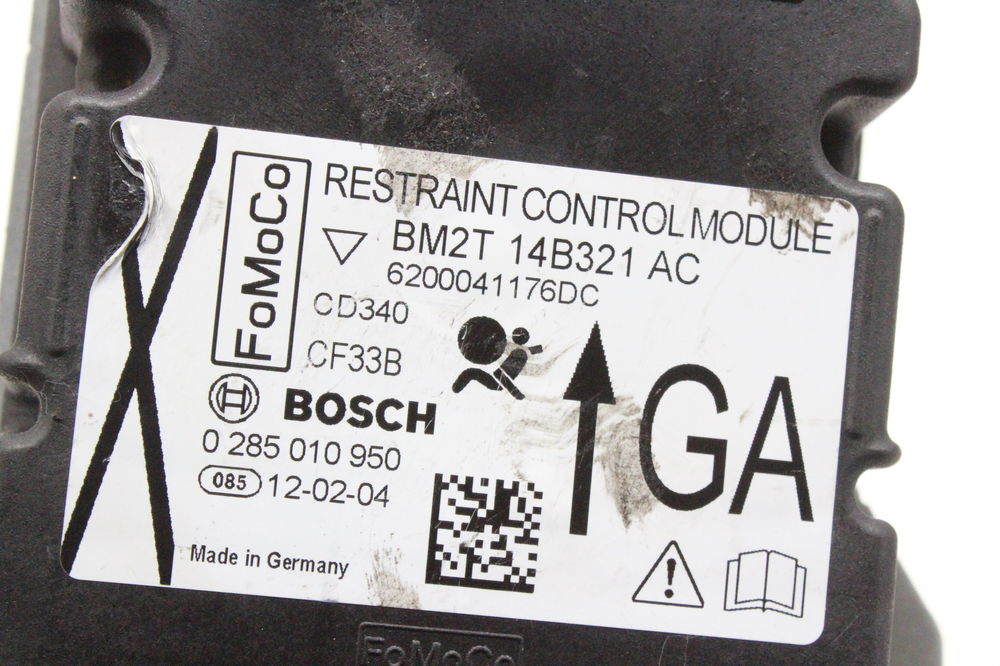 FoMoCo
RESTRAINT CONTROL MODULE
BM2T 14B321 AC
6200041176DC
CD340
CF33B
BOSCH
0 285 010 950
085 12-02-04
GA
Made in Germany
FoMoCo